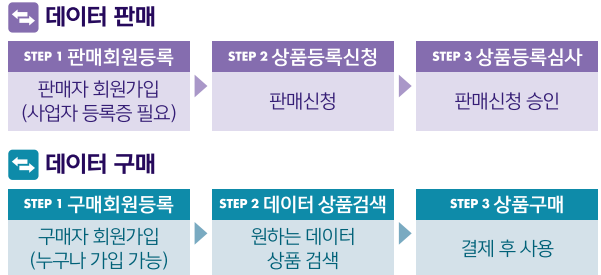 데이터 판매
STEP 1 판매회원등록
판매자 회원가입
(사업자 등록증 필요)
STEP 2 상품등록신청
판매신청
STEP 3 상품등록심사
판매신청 승인
데이터 구매
STEP 1 구매회원등록
구매자 회원가입
(누구나 가입 가능)
STEP 2 데이터 상품검색
원하는 데이터
상품 검색
STEP 3 상품구매
결제 후 사용